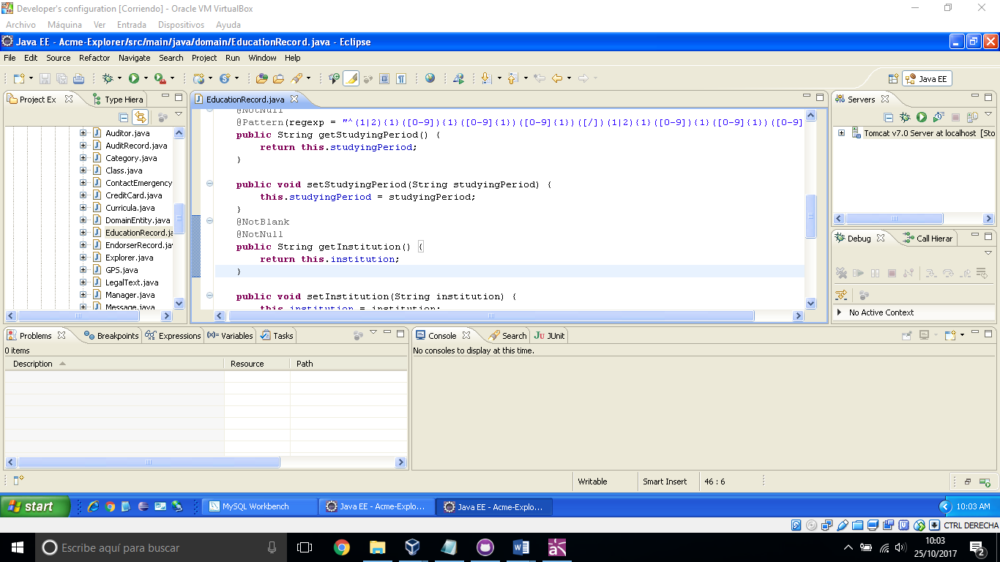 Developer's configuration [Corriendo] - Oracle VM VirtualBox
Archivo Máquina Ver Entrada Dispositivos Ayuda
Java EE - Acme-Explorer/src/main/java/domain/EducationRecord.java - Eclipse
File Edit Source Refactor Navigate Search Project Run Window Help
Java EE
Project Ex
Type Hiera
Auditor.java
AuditRecord.java
Category.java
Class.java
ContactEmergency
CreditCard.java
Curricula.java
DomainEntity.java
EducationRecord.ja
EndorserRecord.jav
Explorer.java
GPS.java
LegalText.java
Manager.java
Message.java
EducationRecord.java
@NotNull
@Pattern(regexp = "^(1|2){1}([0-9]){1}([0-9]{1})([0-9]{1})([/])(1|2){1}([0-9]){1}([0-9]{1})([0-9]
public String getStudyingPeriod() {
return this.studyingPeriod;
}
public void setStudyingPeriod(String studyingPeriod) {
this.studyingPeriod = studyingPeriod;
}
@NotBlank
@NotNull
public String getInstitution() {
return this.institution;
}
public void setInstitution(String institution) {
this.institution = institution;
Servers
Tomcat v7.0 Server at localhost [Sto
Debug
Call Hierar
No Active Context
Problems Breakpoints Expressions Variables Tasks
0 items
Description Resource Path
Console Search JUnit
No consoles to display at this time.
Writable Smart Insert 46 : 6
start
MySQL Workbench
Java EE - Acme-Explo...
Java EE - Acme-Explo...
10:03 AM
CTRL DERECHA
Escribe aquí para buscar
10:03
25/10/2017
2